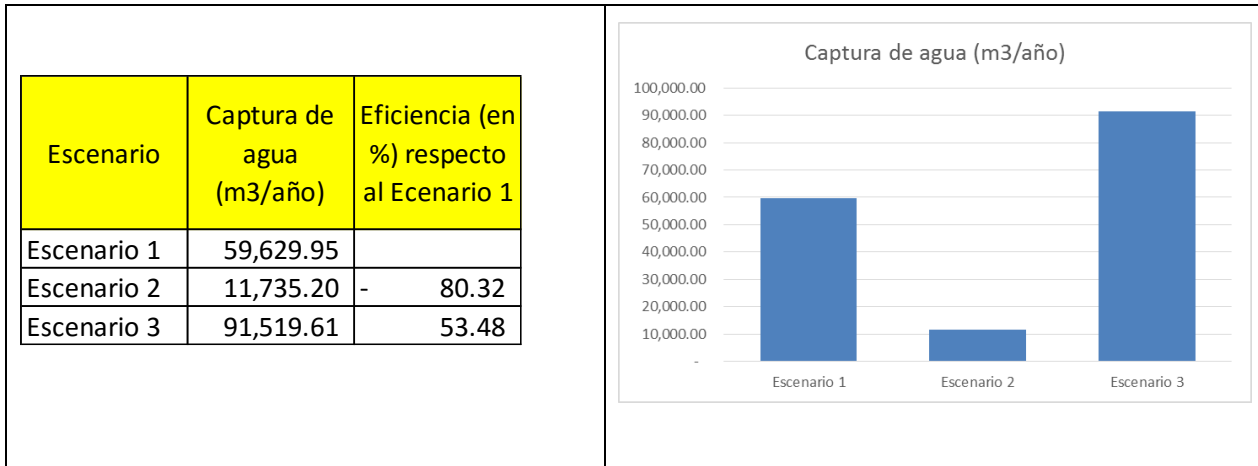 Escenario
Captura de
agua
(m3/año)
Eficiencia (en
%) respecto
al Ecenario 1
Escenario 1 59,629.95
Escenario 2 11,735.20 - 80.32
Escenario 3 91,519.61 53.48
Captura de agua (m3/año)
100,000.00
90,000.00
80,000.00
70,000.00
60,000.00
50,000.00
40,000.00
30,000.00
20,000.00
10,000.00
-
Escenario 1 Escenario 2 Escenario 3